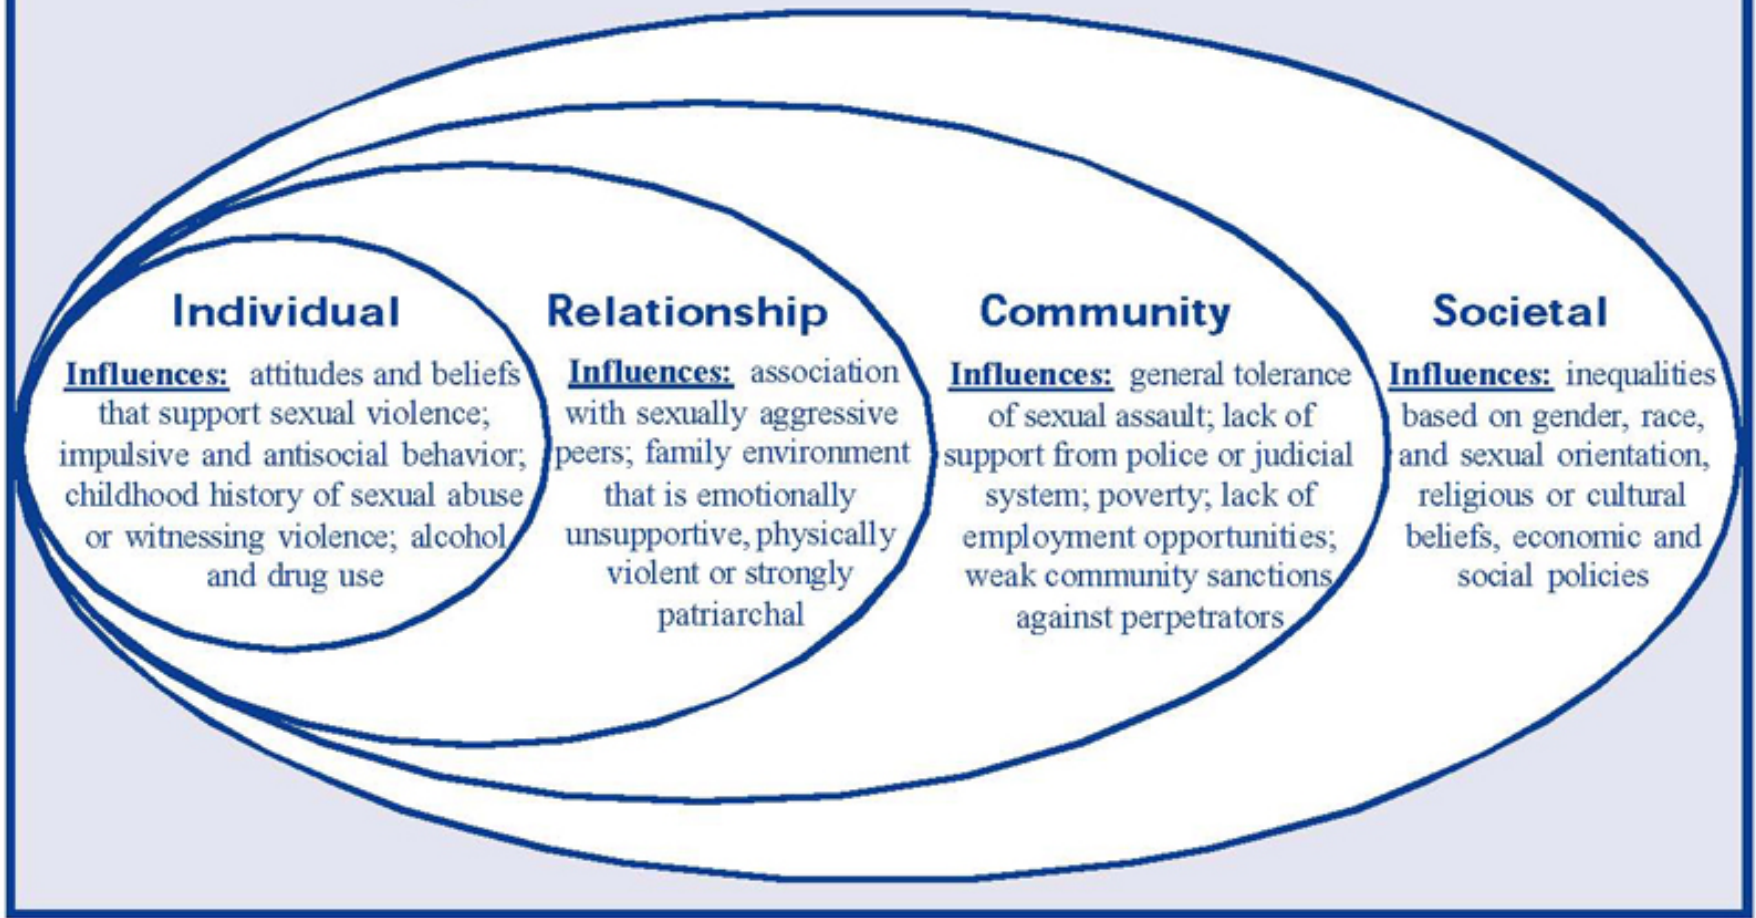 Individual
Influences: attitudes and beliefs
that support sexual violence;
impulsive and antisocial behavior;
childhood history of sexual abuse
or witnessing violence; alcohol
and drug use
Relationship
Influences: association
with sexually aggressive
peers; family environment
that is emotionally
unsupportive, physically
violent or strongly
patriarchal
Community
Influences: general tolerance
of sexual assault; lack of
support from police or judicial
system; poverty; lack of
employment opportunities;
weak community sanctions
against perpetrators
Societal
Influences: inequalities
based on gender, race,
and sexual orientation,
religious or cultural
beliefs, economic and
social policies